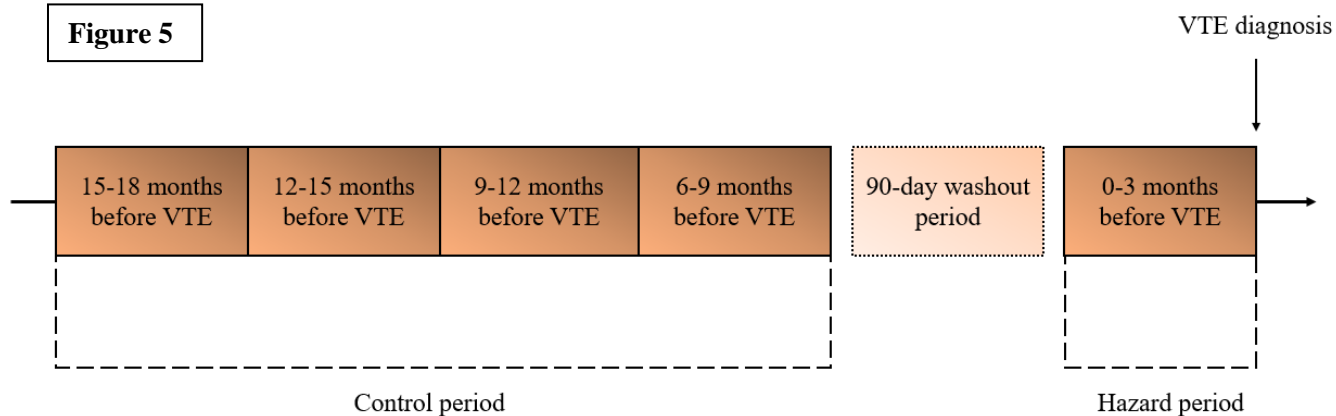 Figure 5
VTE diagnosis
15-18 months
before VTE
12-15 months
before VTE
9-12 months
before VTE
6-9 months
before VTE
90-day washout
period
0-3 months
before VTE
Control period
Hazard period